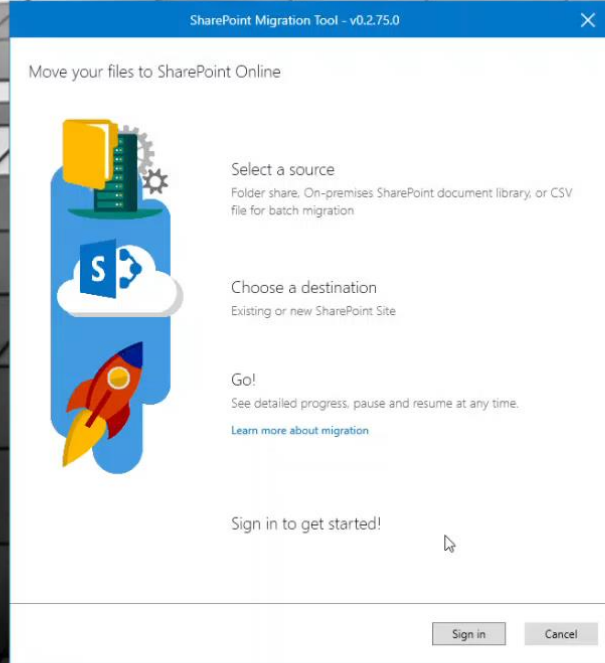 SharePoint Migration Tool - v0.2.75.0
Move your files to SharePoint Online
Select a source
Folder share, On-premises SharePoint document library, or CSV
file for batch migration
S
Choose a destination
Existing or new SharePoint Site
Go!
See detailed progress, pause and resume at any time.
Learn more about migration
Sign in to get started!
Sign in
Cancel